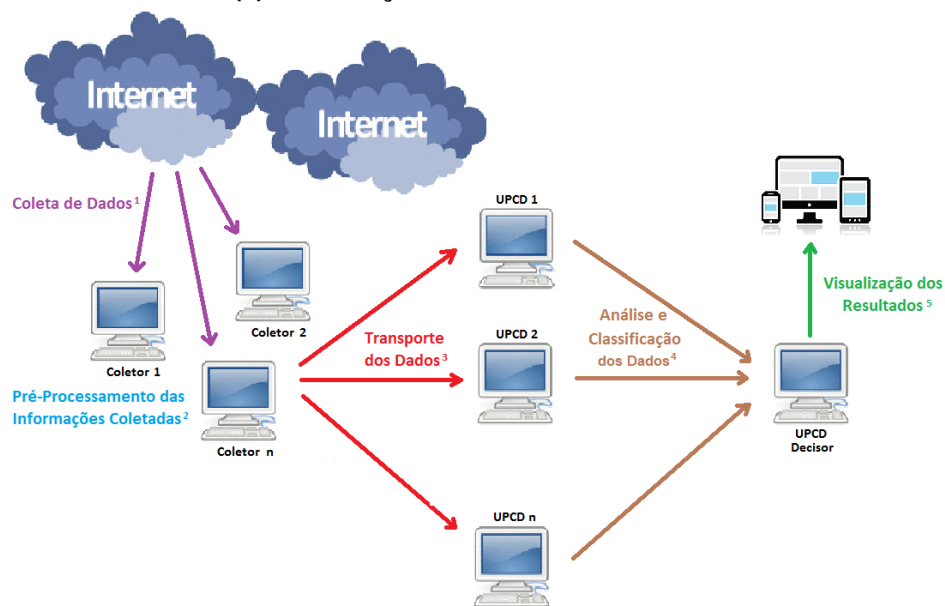 Internet
Internet
Coleta de Dados¹
Coletor 1
Coletor 2
Pré-Processamento das
Informações Coletadas²
Coletor n
Transporte
dos Dados³
UPCD 1
UPCD 2
UPCD n
Análise e
Classificação
dos Dados⁴
UPCD
Decisor
Visualização dos
Resultados⁵